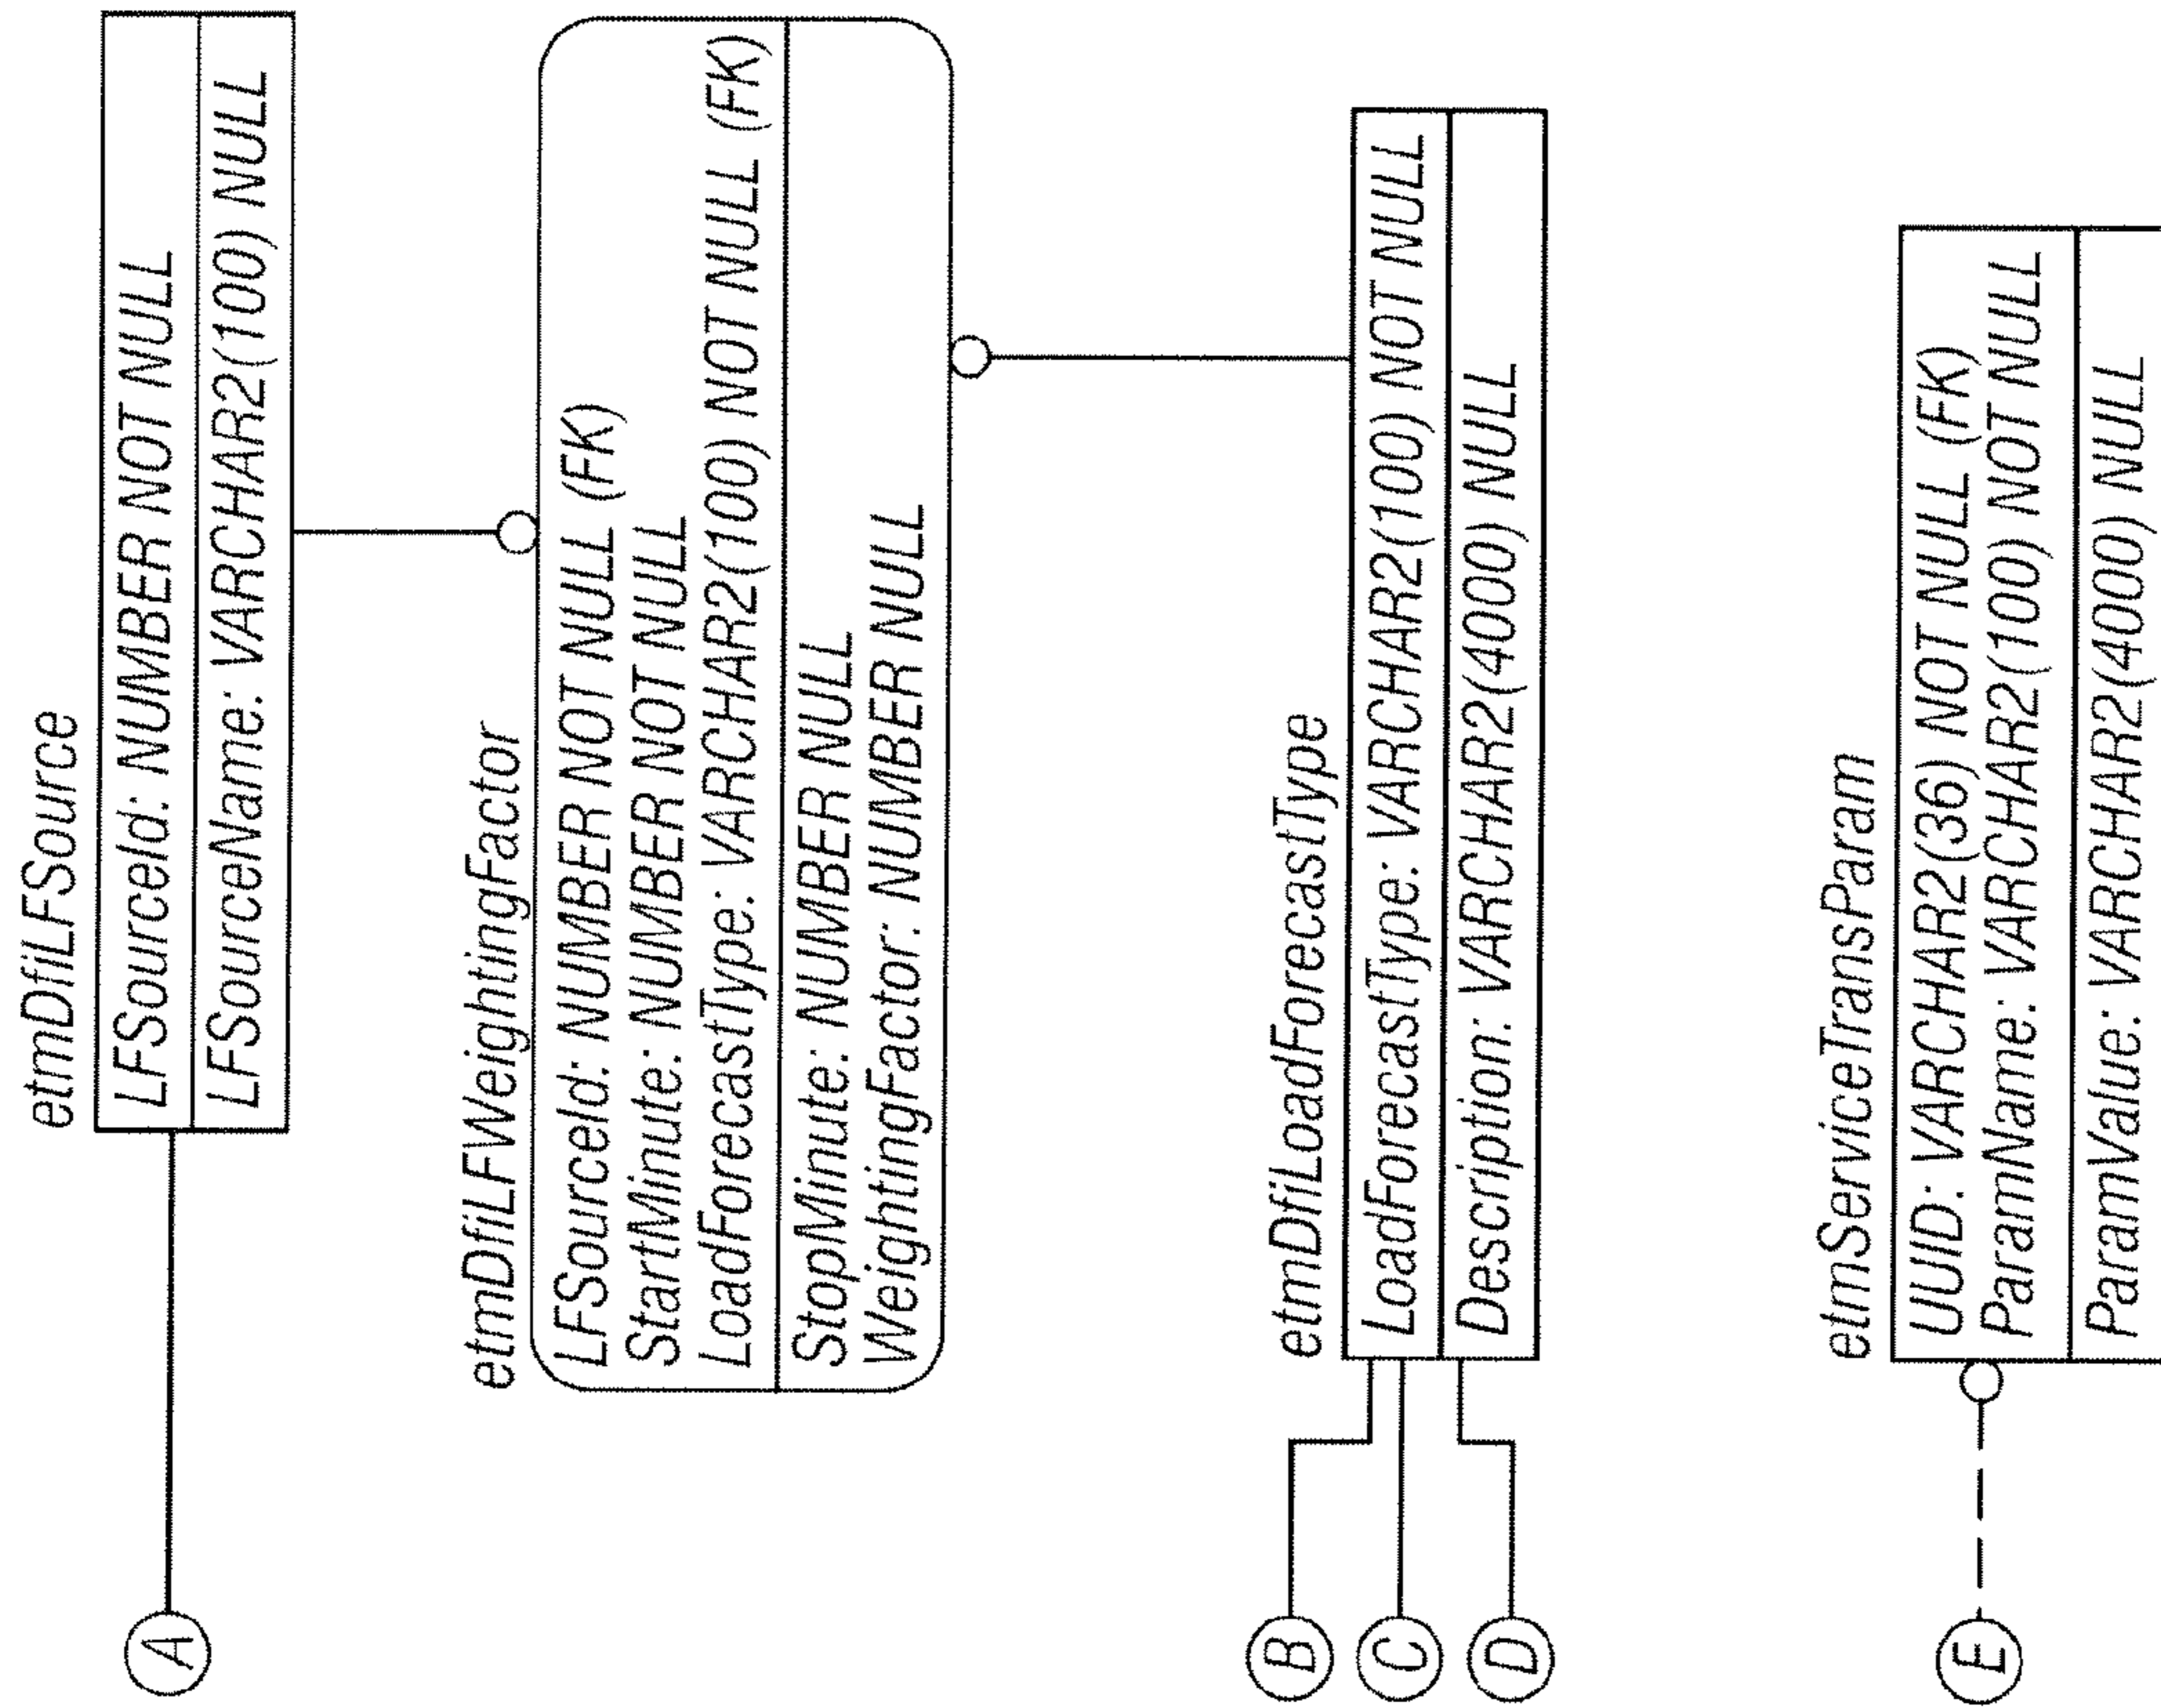 etmDfiLFSource
LFSourceId: NUMBER NOT NULL
LFSourceName: VARCHAR2(100) NULL
A
etmDfiLFWeightingFactor
LFSourceId: NUMBER NOT NULL (FK)
StartMinute: NUMBER NOT NULL
LoadForecastType: VARCHAR2(100) NOT NULL (FK)
StopMinute: NUMBER NULL
WeightingFactor: NUMBER NULL
etmDfiLoadForecastType
LoadForecastType: VARCHAR2(100) NOT NULL
Description: VARCHAR2(4000) NULL
B
C
D
etmServiceTransParam
UUID: VARCHAR2(36) NOT NULL (FK)
ParamName: VARCHAR2(100) NOT NULL
ParamValue: VARCHAR2(4000) NULL
E